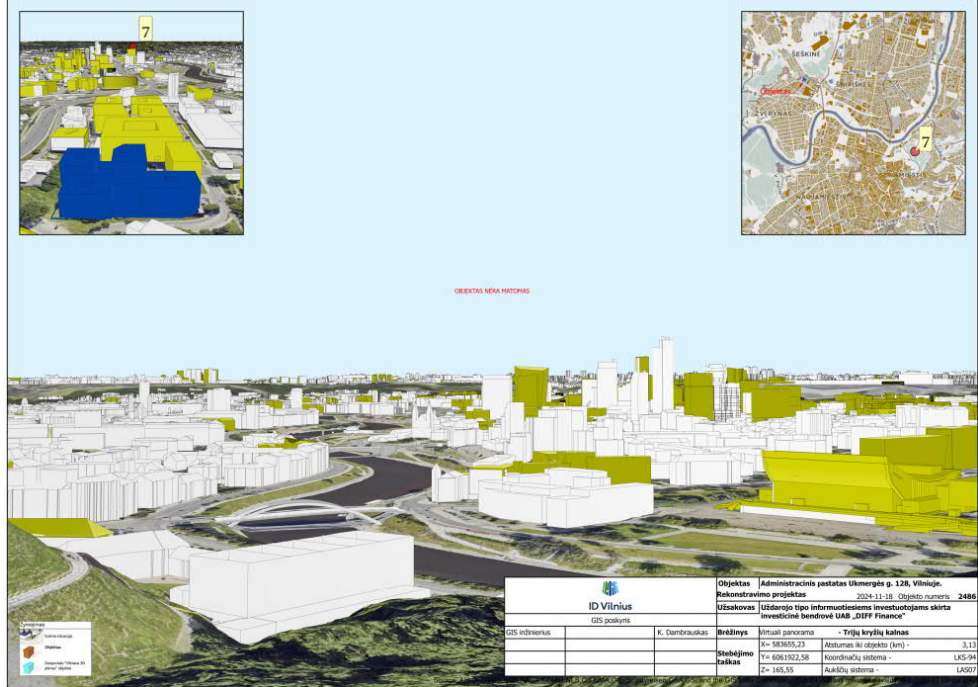 7
ŠEŠKINĖ
Objektas
ŽVĖRYNAS
7
SENAMIESTIS
NAUJAMIESTIS
OBJEKTAS NĖRA MATOMAS
ID Vilnius
GIS poskyris
GIS inžinierius
K. Dambrauskas
Objektas Administracinis pastatas Ukmergės g. 128, Vilniuje.
Rekonstravimo projektas 2024-11-18 Objekto numeris 2486
Užsakovas Uždarojo tipo informuotiesiems investuotojams skirta
investicinė bendrovė UAB „DIFF Finance"
Brėžinys Virtuali panorama - Trijų kryžių kalnas
Stebėjimo
taškas
X= 583655,23 Atstumas iki objekto (km) - 3,13
Y= 6061922,58 Koordinačių sistema - LKS-94
Z= 165,55 Aukščių sistema - LAS07
Objektas